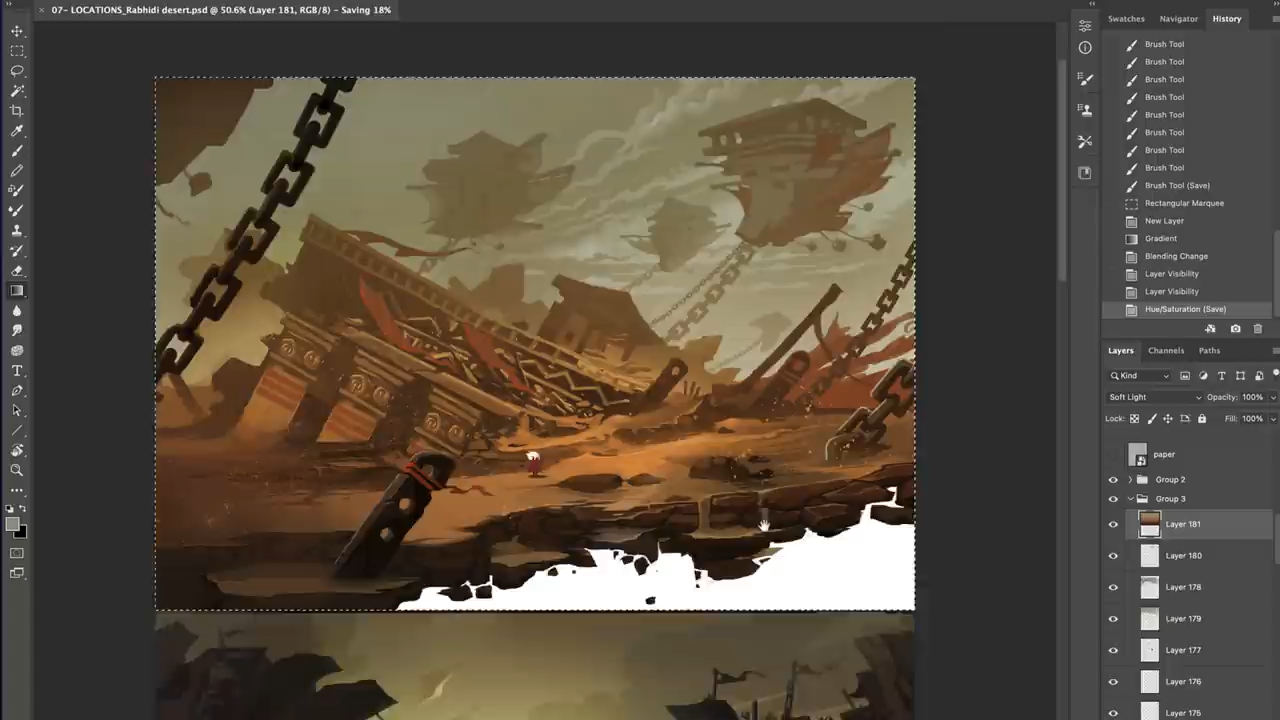 07- LOCATIONS_Rabhidi desert.psd @ 50.6% (Layer 181, RGB/8) - Saving 18%
Swatches
Navigator
History
Brush Tool
Brush Tool
Brush Tool
Brush Tool
Brush Tool
Brush Tool
Brush Tool
Brush Tool
Brush Tool (Save)
Rectangular Marquee
New Layer
Gradient
Blending Change
Layer Visibility
Layer Visibility
Hue/Saturation (Save)
Layers
Channels
Paths
Kind
Soft Light
Opacity: 100%
Lock:
Fill: 100%
paper
Group 2
Group 3
Layer 181
Layer 180
Layer 178
Layer 179
Layer 177
Layer 176
Layer 175